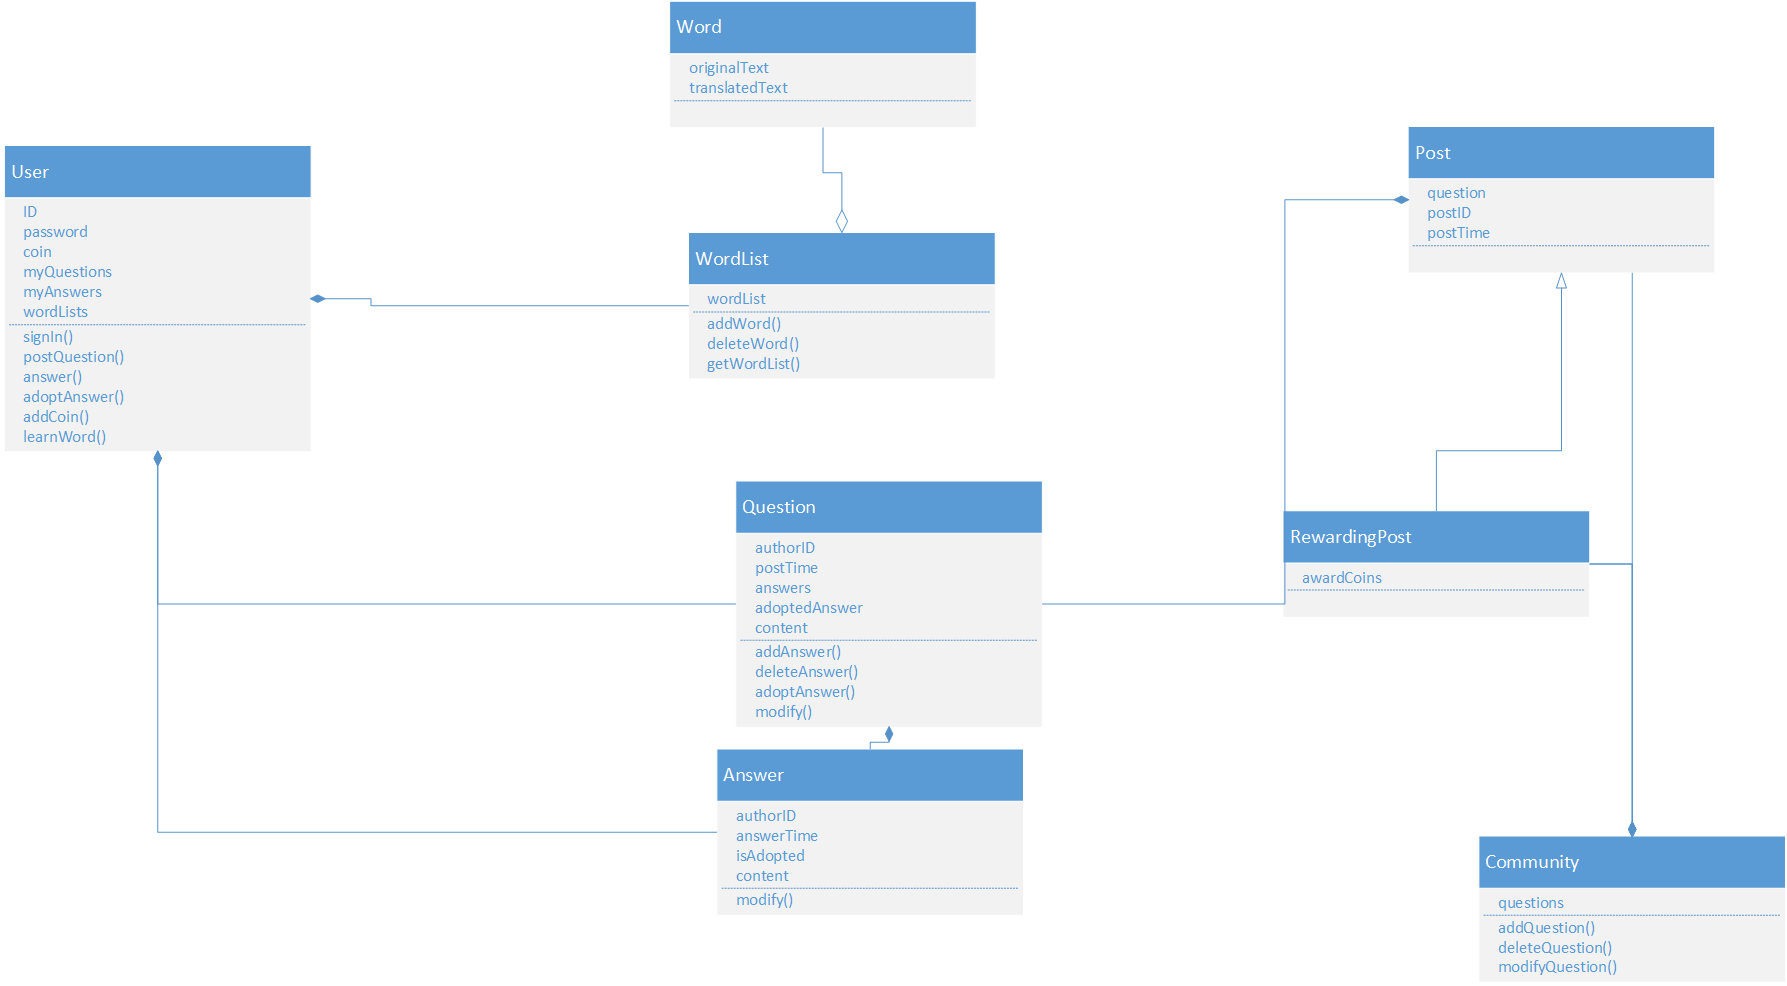 Word
originalText
translatedText
User
ID
password
coin
myQuestions
myAnswers
wordLists
signIn()
postQuestion()
answer()
adoptAnswer()
addCoin()
learnWord()
WordList
wordList
addWord()
deleteWord()
getWordList()
Post
question
postID
postTime
Question
authorID
postTime
answers
adoptedAnswer
content
addAnswer()
deleteAnswer()
adoptAnswer()
modify()
RewardingPost
awardCoins
Answer
authorID
answerTime
isAdopted
content
modify()
Community
questions
addQuestion()
deleteQuestion()
modifyQuestion()